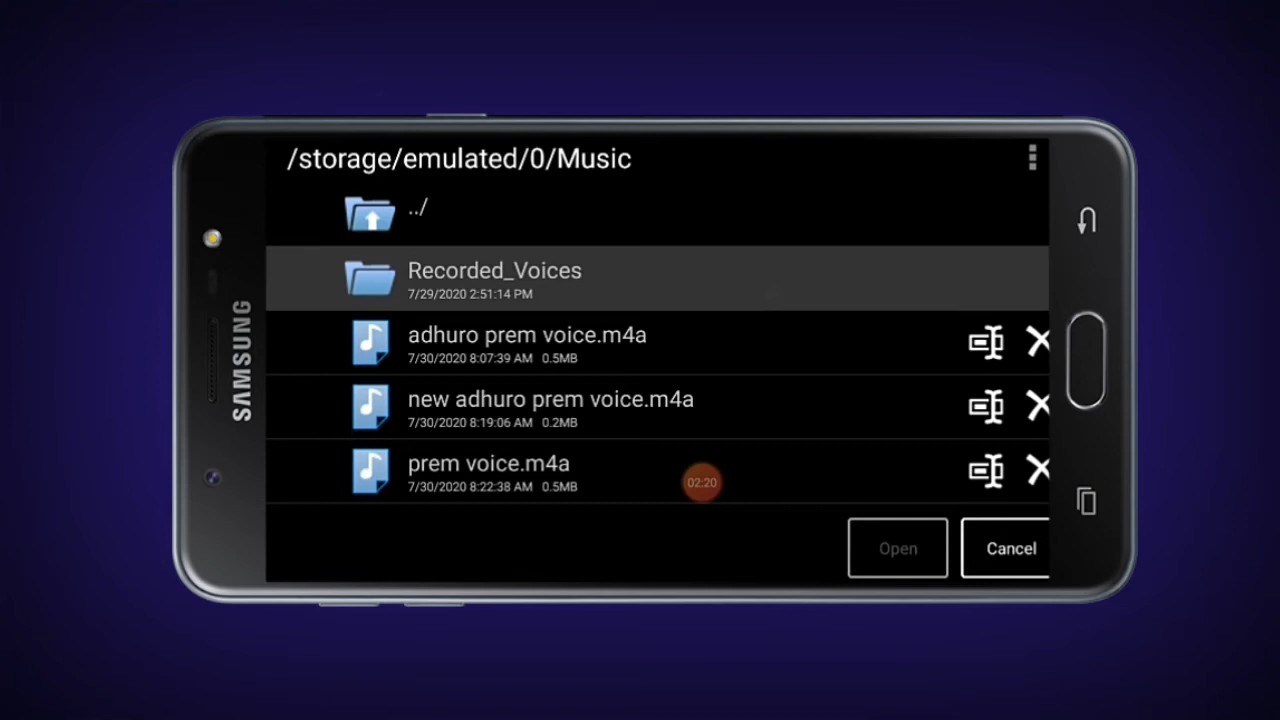 /storage/emulated/0/Music
../
Recorded_Voices
7/29/2020 2:51:14 PM
adhuro prem voice.m4a
7/30/2020 8:07:39 AM 0.5MB
new adhuro prem voice.m4a
7/30/2020 8:19:06 AM 0.2MB
prem voice.m4a
7/30/2020 8:22:38 AM 0.5MB
02:20
Open
Cancel
SAMSUNG